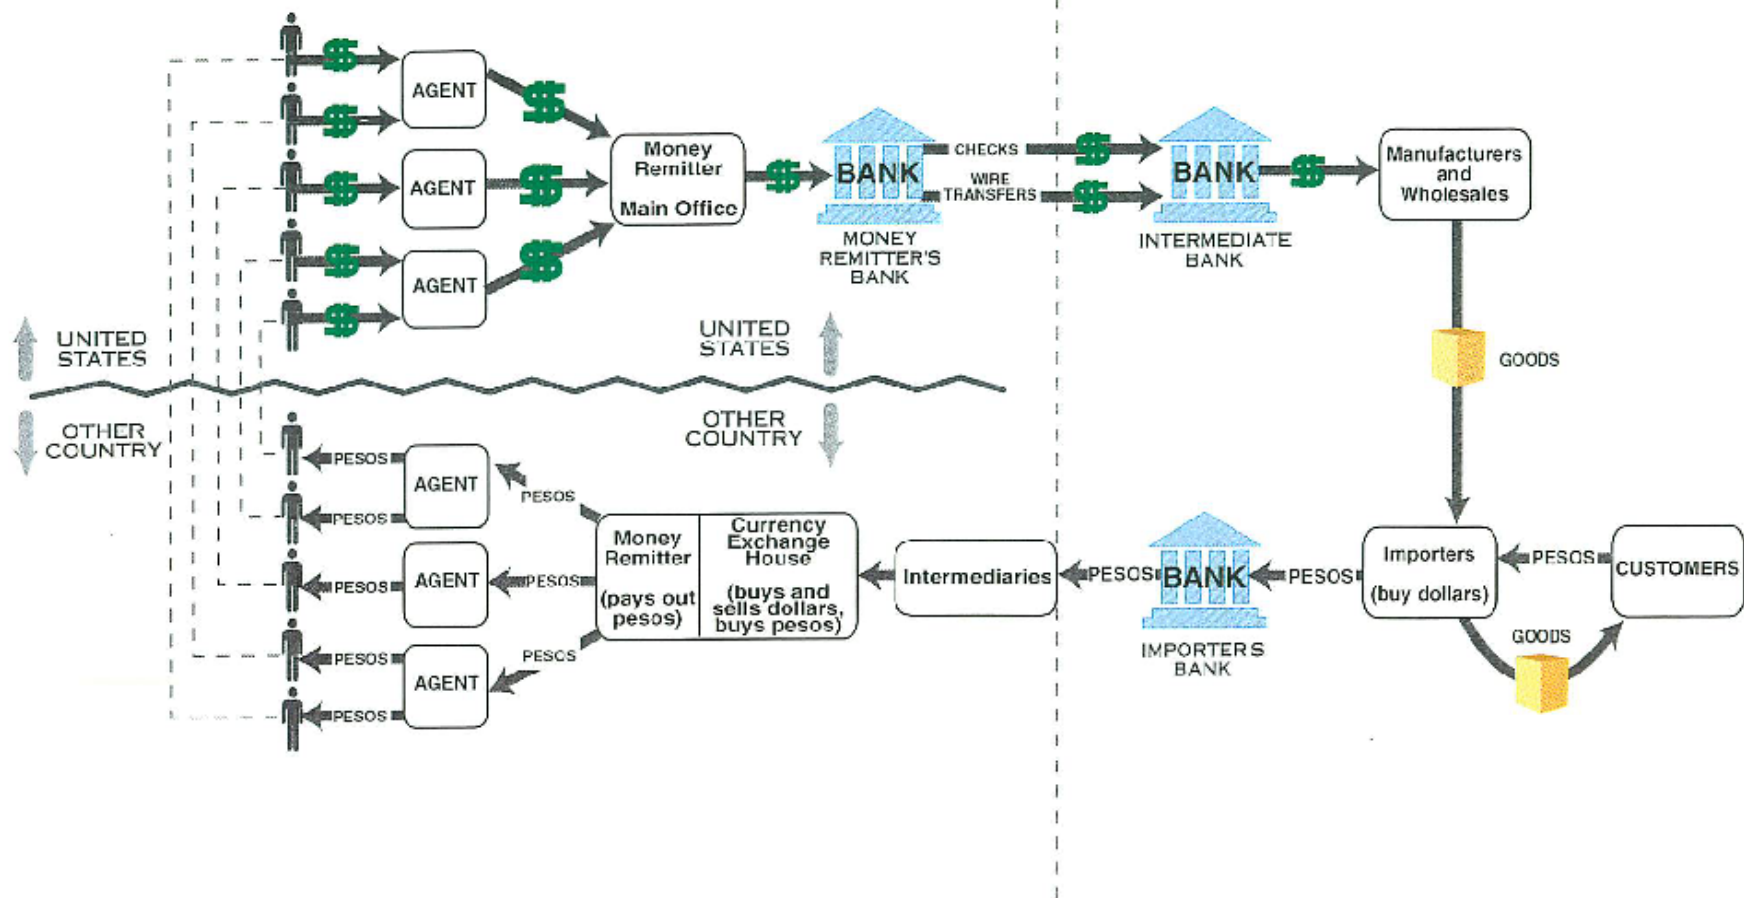 AGENT
AGENT
AGENT
Money
Remitter
Main Office
BANK
MONEY
REMITTER'S
BANK
CHECKS
WIRE
TRANSFERS
BANK
INTERMEDIATE
BANK
Manufacturers
and
Wholesales
GOODS
UNITED
STATES
UNITED
STATES
OTHER
COUNTRY
OTHER
COUNTRY
PESOS
PESOS
PESOS
PESOS
PESOS
AGENT
AGENT
AGENT
PESOS
PESOS
PESOS
Money
Remitter
(pays out
pesos)
Currency
Exchange
House
(buys and
sells dollars,
buys pesos)
Intermediaries
PESOS
BANK
IMPORTERS
BANK
PESOS
Importers
(buy dollars)
PESOS
CUSTOMERS
GOODS